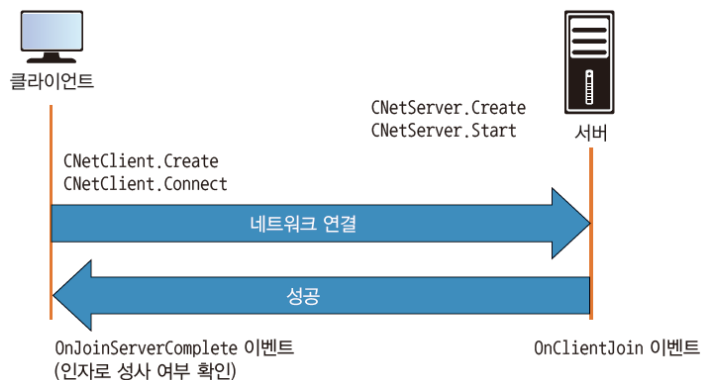 클라이언트
CNetServer.Create
CNetServer.Start
서버
CNetClient.Create
CNetClient.Connect
네트워크 연결
성공
OnJoinServerComplete 이벤트
(인자로 성사 여부 확인)
OnClientJoin 이벤트